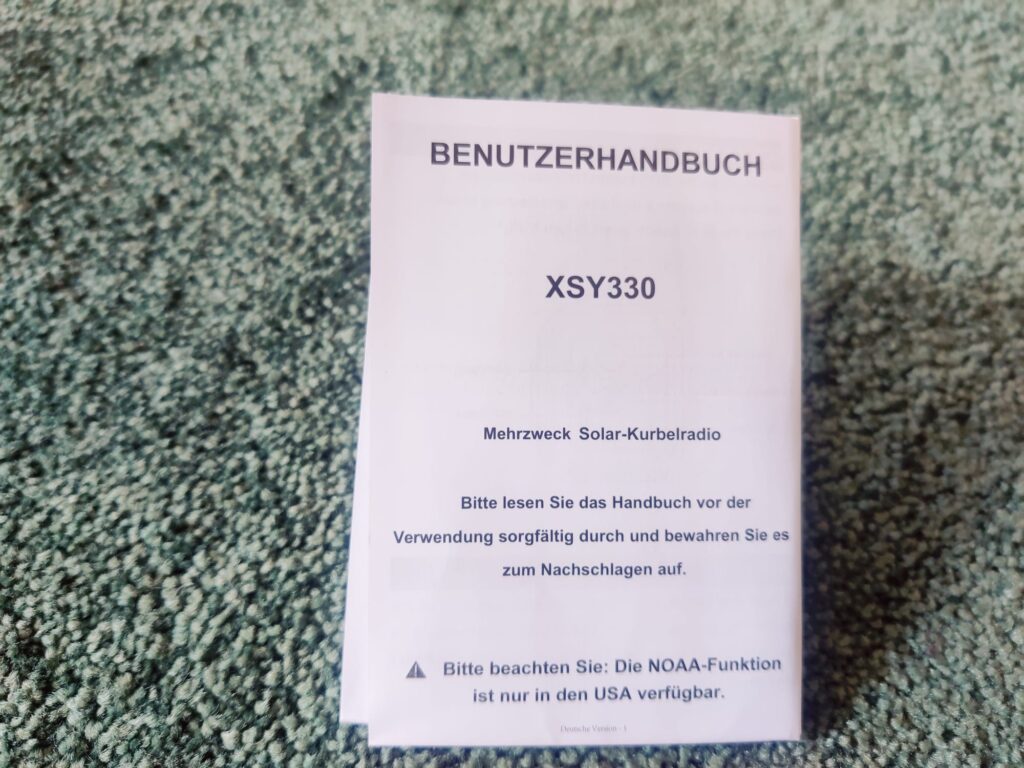 BENUTZERHANDBUCH
XSY330
Mehrzweck Solar-Kurbelradio
Bitte lesen Sie das Handbuch vor der
Verwendung sorgfältig durch und bewahren Sie es
zum Nachschlagen auf.
Bitte beachten Sie: Die NOAA-Funktion
ist nur in den USA verfügbar.
Deutsche Version -